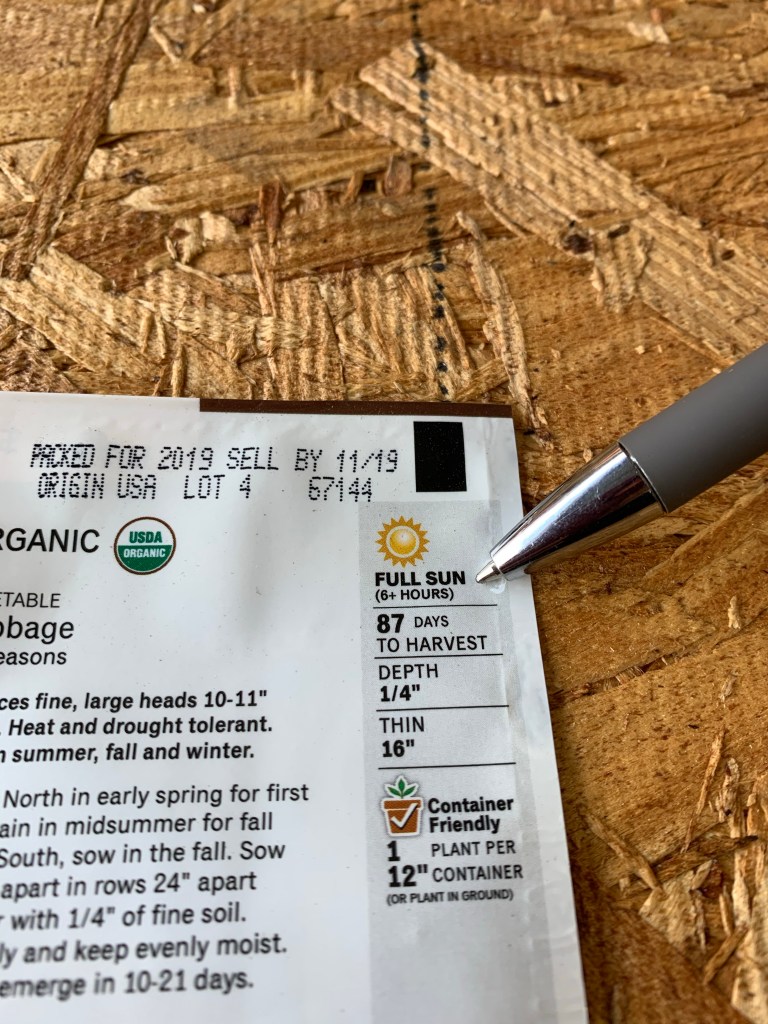 PACKED FOR 2019 SELL BY 11/19
ORIGIN USA LOT 4 67144
RGANIC
USDA
ORGANIC
ETABLE
bbage
easons
ces fine, large heads 10-11"
. Heat and drought tolerant.
n summer, fall and winter.
North in early spring for first
ain in midsummer for fall
South, sow in the fall. Sow
apart in rows 24" apart
r with 1/4" of fine soil.
ly and keep evenly moist.
emerge in 10-21 days.
FULL SUN
(6+ HOURS)
87 DAYS
TO HARVEST
DEPTH
1/4"
THIN
16"
Container
Friendly
1 PLANT PER
12" CONTAINER
(OR PLANT IN GROUND)